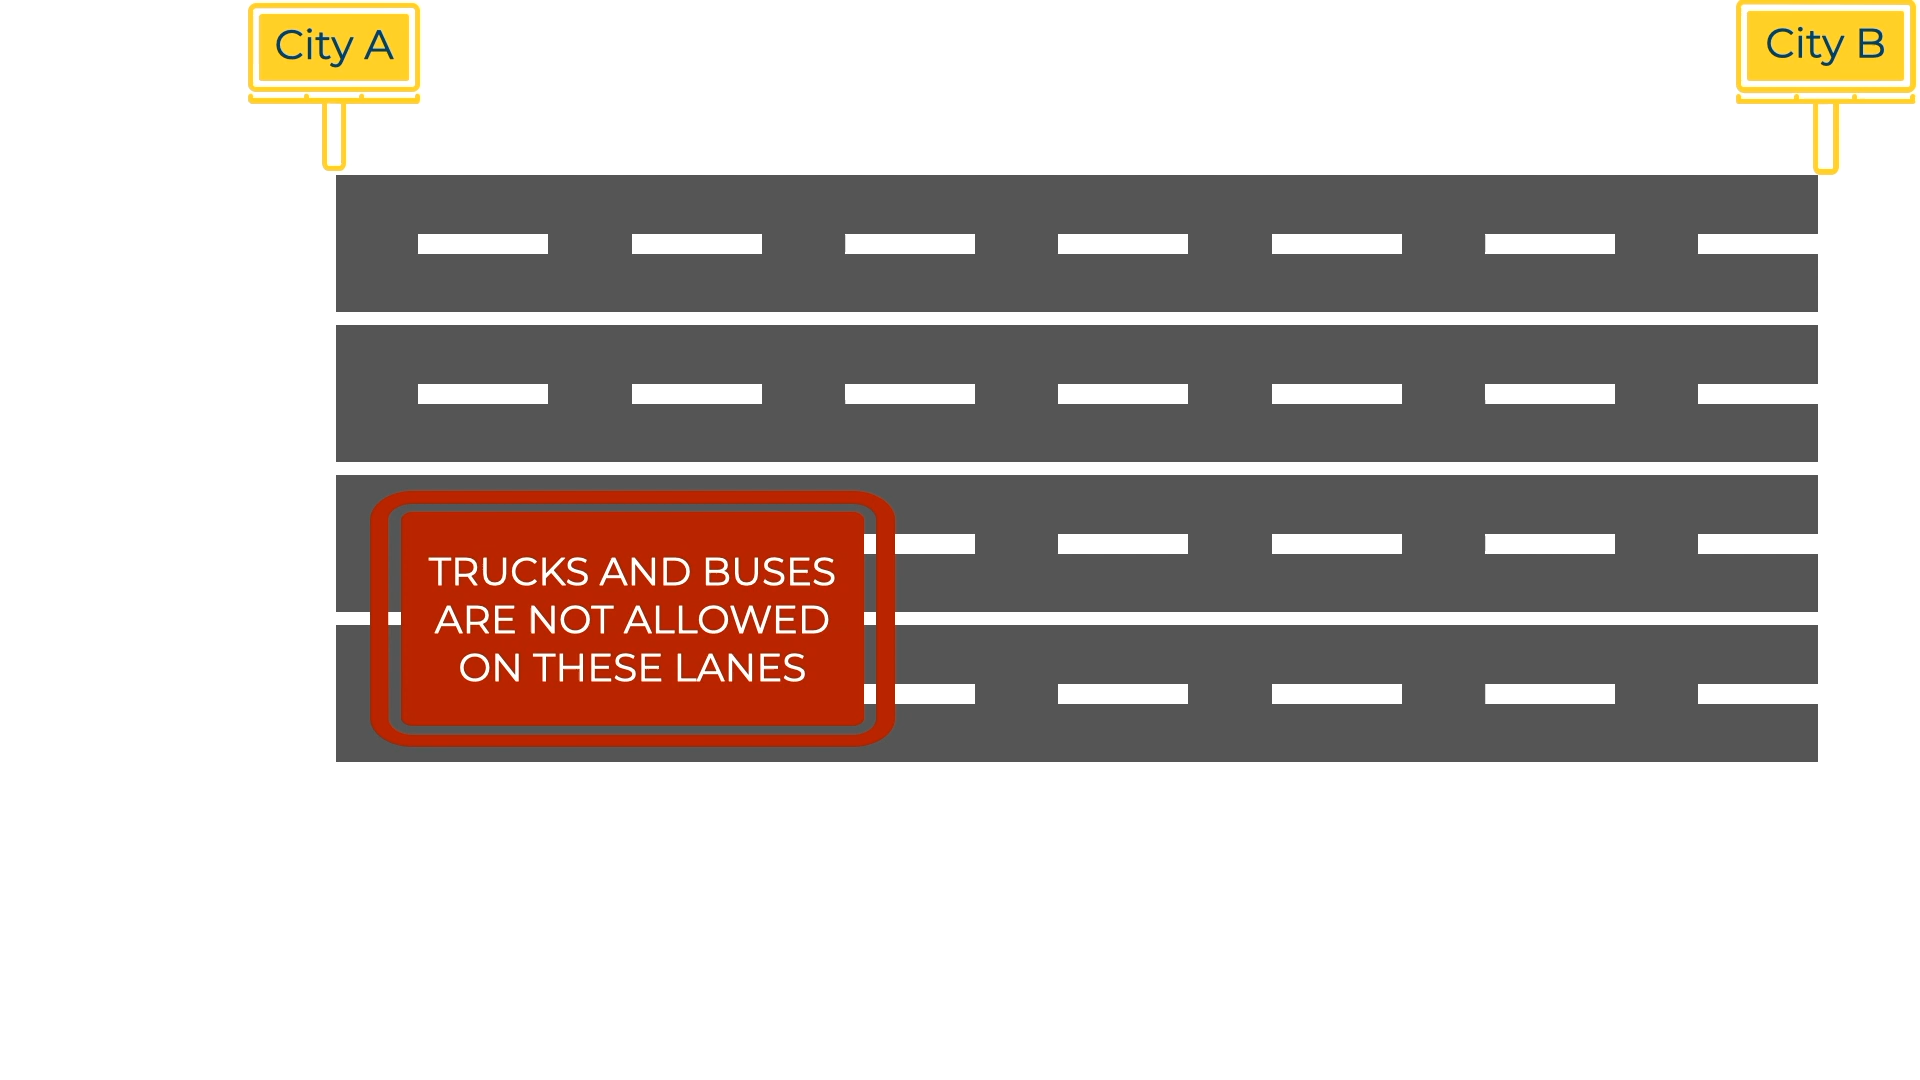 City A
City B
TRUCKS AND BUSES
ARE NOT ALLOWED
ON THESE LANES